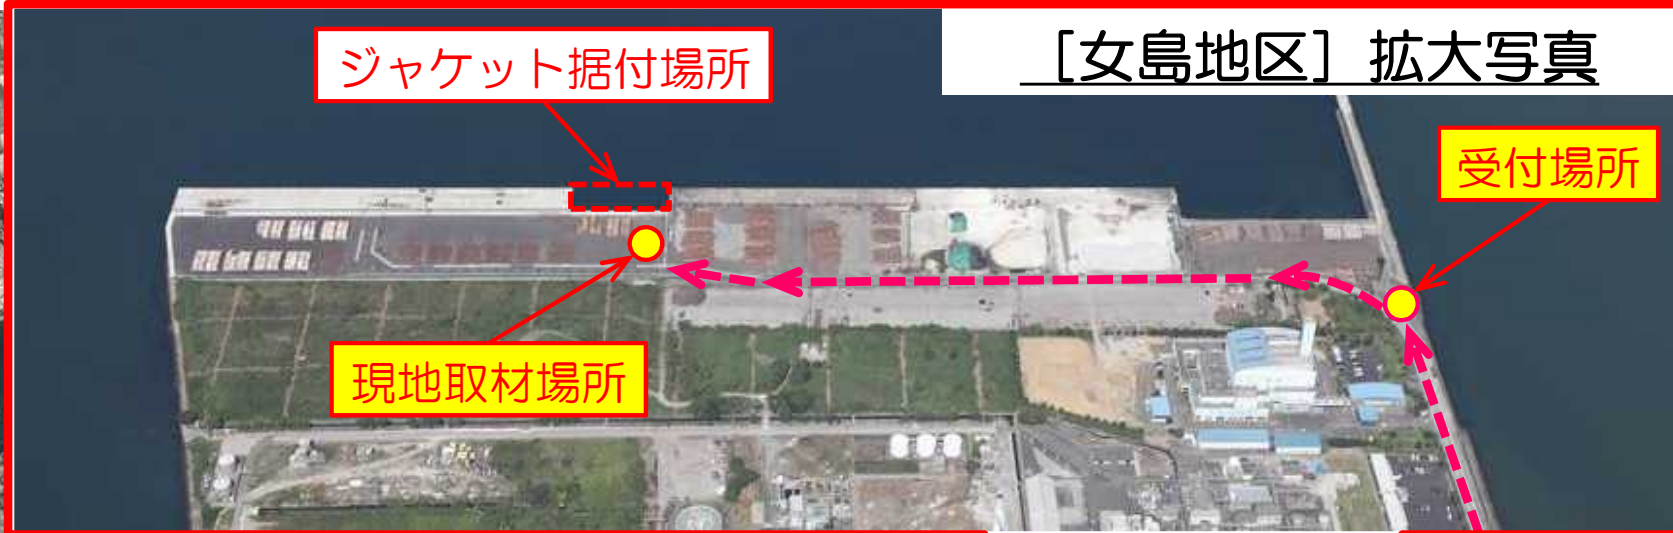 [女島地区] 拡大写真
ジャケット据付場所
受付場所
現地取材場所